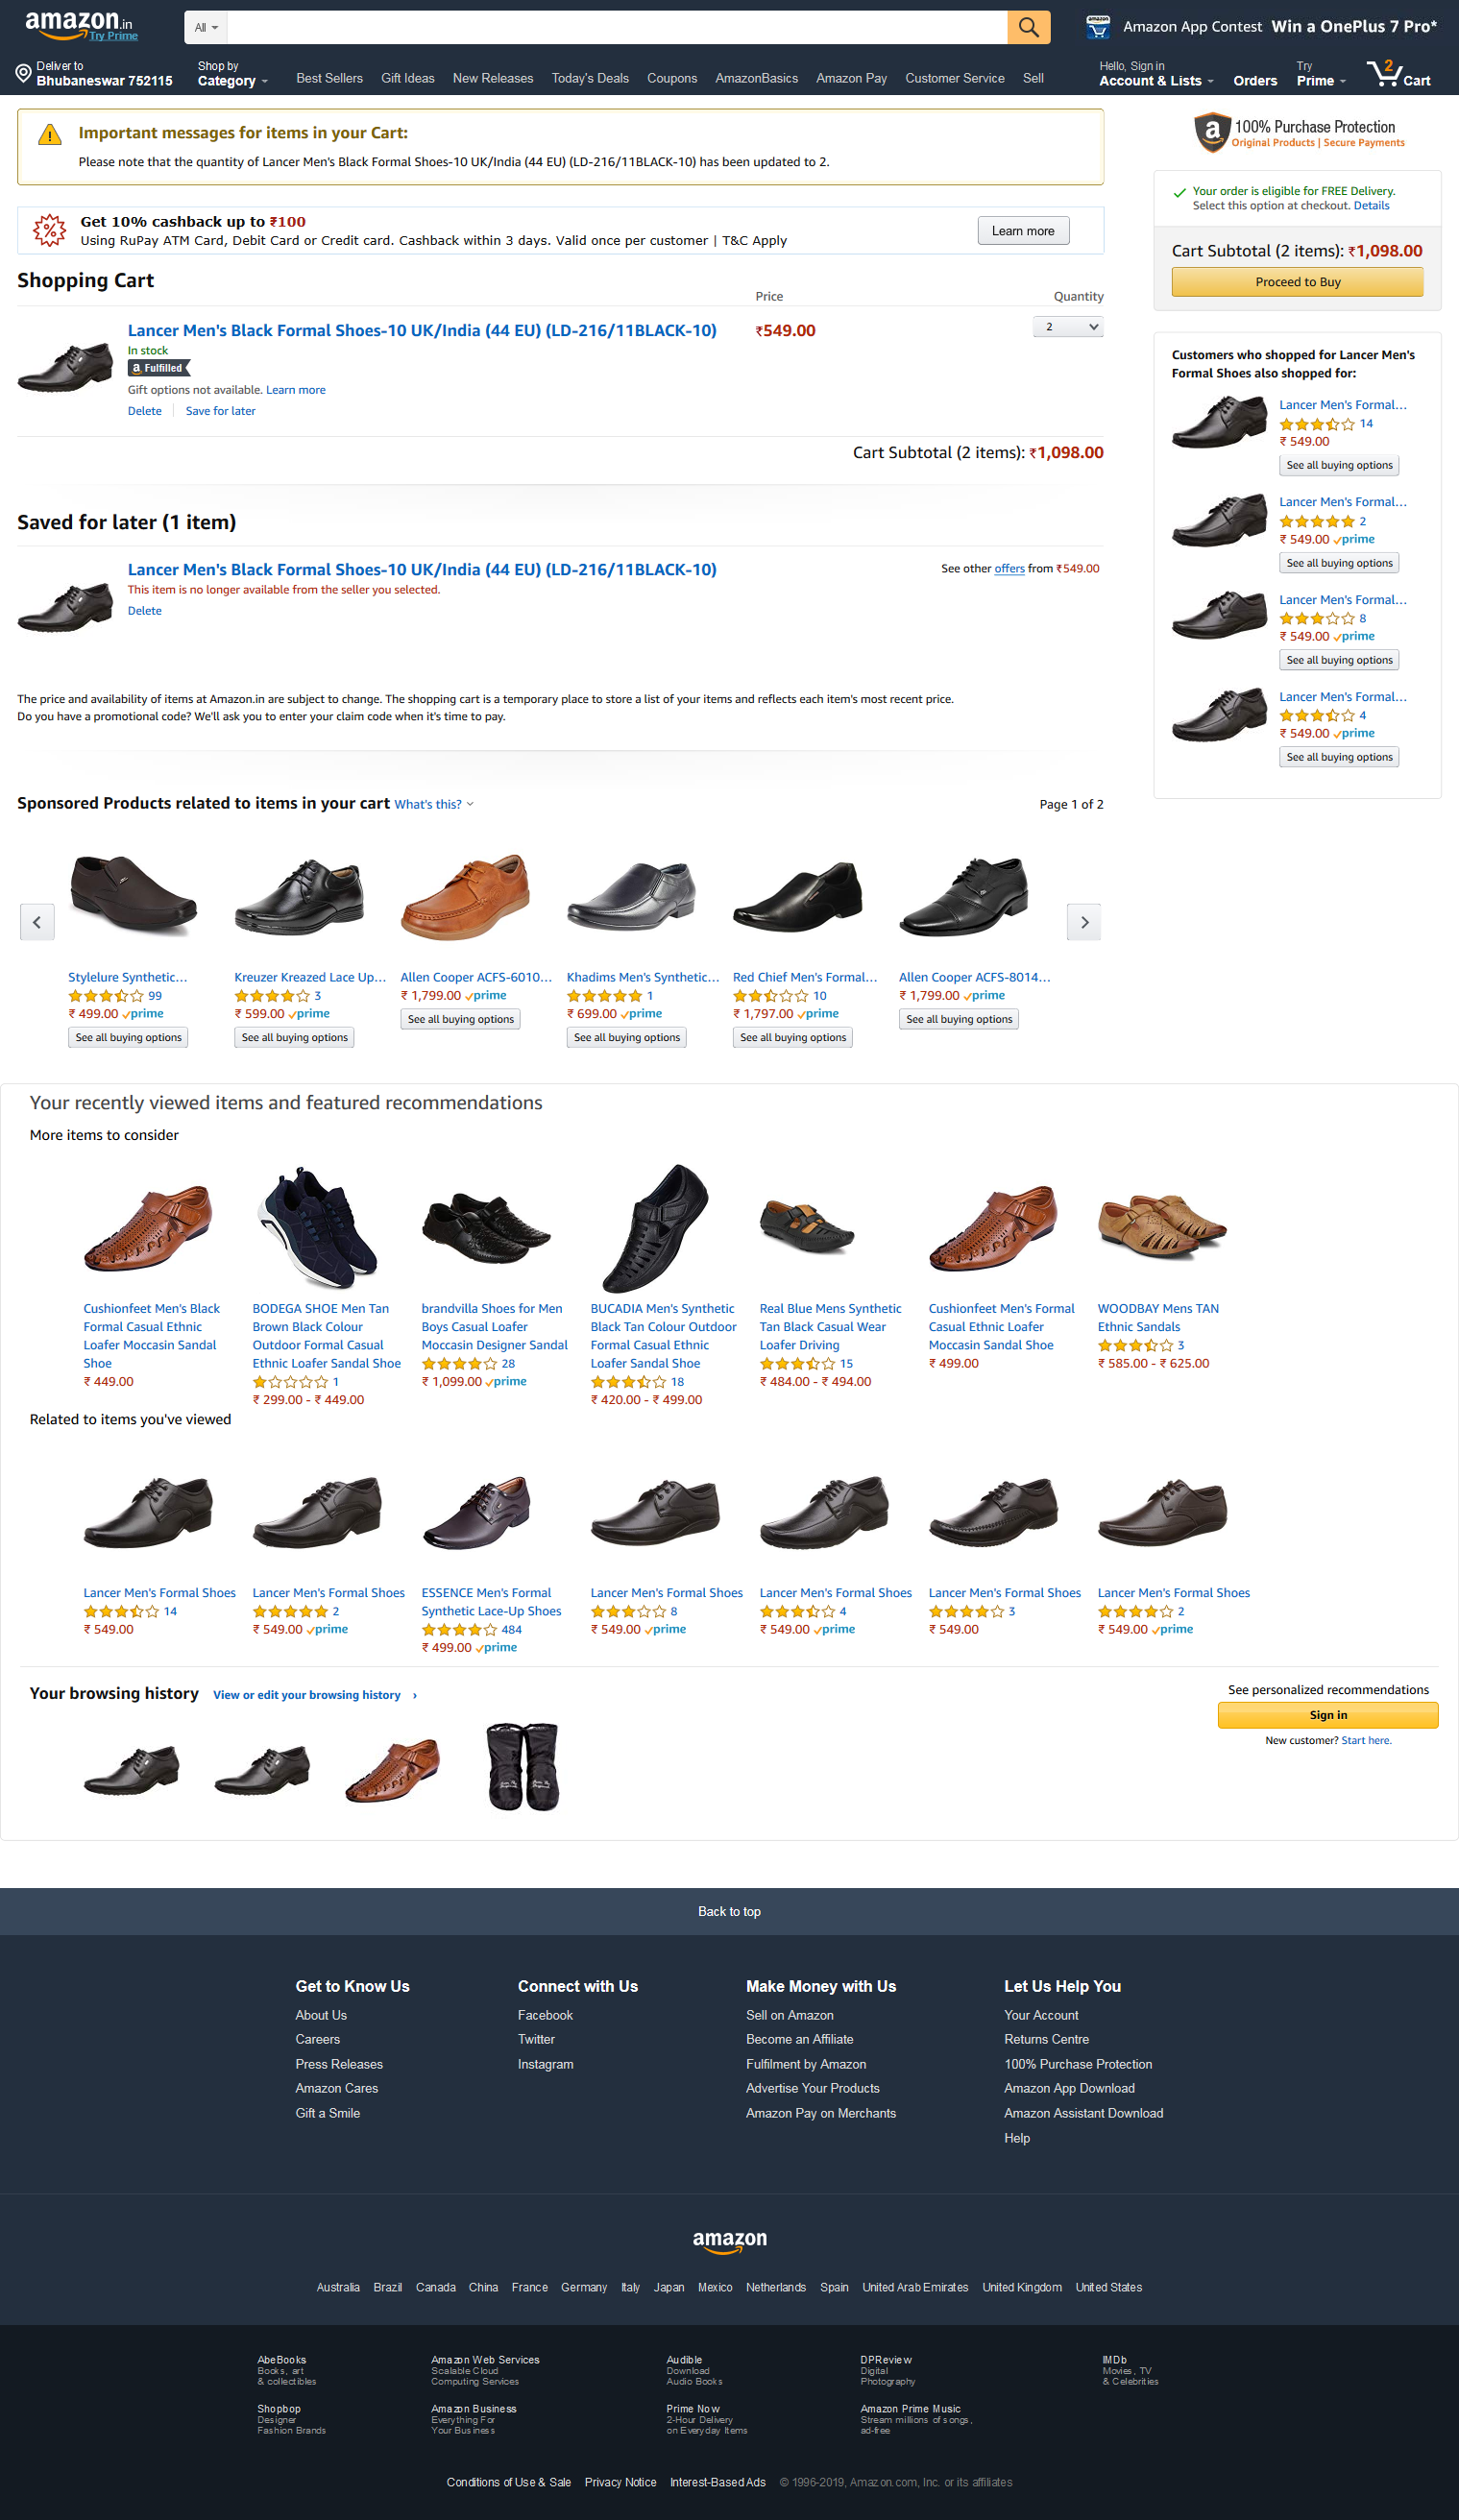 amazon.in
Try Prime
All
Amazon App Contest Win a OnePlus 7 Pro*
Deliver to
Bhubaneswar 752115
Shop by
Category
Best Sellers Gift Ideas New Releases Today's Deals Coupons AmazonBasics Amazon Pay Customer Service Sell
Hello, Sign in
Account & Lists
Orders
Try
Prime
2
Cart
Important messages for items in your Cart:
Please note that the quantity of Lancer Men's Black Formal Shoes-10 UK/India (44 EU) (LD-216/11BLACK-10) has been updated to 2.
Get 10% cashback up to ₹100
Using RuPay ATM Card, Debit Card or Credit card. Cashback within 3 days. Valid once per customer | T&C Apply
Learn more
Shopping Cart
Price
Quantity
Lancer Men's Black Formal Shoes-10 UK/India (44 EU) (LD-216/11BLACK-10)
₹549.00
2
In stock
a Fulfilled
Gift options not available. Learn more
Delete
Save for later
Cart Subtotal (2 items): ₹1,098.00
Saved for later (1 item)
Lancer Men's Black Formal Shoes-10 UK/India (44 EU) (LD-216/11BLACK-10)
See other offers from ₹549.00
This item is no longer available from the seller you selected.
Delete
The price and availability of items at Amazon.in are subject to change. The shopping cart is a temporary place to store a list of your items and reflects each item's most recent price.
Do you have a promotional code? We'll ask you to enter your claim code when it's time to pay.
100% Purchase Protection
Original Products | Secure Payments
Your order is eligible for FREE Delivery.
Select this option at checkout. Details
Cart Subtotal (2 items): ₹1,098.00
Proceed to Buy
Customers who shopped for Lancer Men's
Formal Shoes also shopped for:
Lancer Men's Formal…
14
₹ 549.00
See all buying options
Lancer Men's Formal…
2
₹ 549.00 prime
See all buying options
Lancer Men's Formal…
8
₹ 549.00 prime
See all buying options
Lancer Men's Formal…
4
₹ 549.00 prime
See all buying options
Sponsored Products related to items in your cart What's this?
Page 1 of 2
Stylelure Synthetic…
99
₹ 499.00 prime
See all buying options
Kreuzer Kreazed Lace Up…
3
₹ 599.00 prime
See all buying options
Allen Cooper ACFS-6010…
₹ 1,799.00 prime
See all buying options
Khadims Men's Synthetic…
1
₹ 699.00 prime
See all buying options
Red Chief Men's Formal…
10
₹ 1,797.00 prime
See all buying options
Allen Cooper ACFS-8014…
₹ 1,799.00 prime
See all buying options
Your recently viewed items and featured recommendations
More items to consider
Cushionfeet Men's Black
Formal Casual Ethnic
Loafer Moccasin Sandal
Shoe
₹ 449.00
BODEGA SHOE Men Tan
Brown Black Colour
Outdoor Formal Casual
Ethnic Loafer Sandal Shoe
1
₹ 299.00 - ₹ 449.00
brandvilla Shoes for Men
Boys Casual Loafer
Moccasin Designer Sandal
28
₹ 1,099.00 prime
BUCADIA Men's Synthetic
Black Tan Colour Outdoor
Formal Casual Ethnic
Loafer Sandal Shoe
18
₹ 420.00 - ₹ 499.00
Real Blue Mens Synthetic
Tan Black Casual Wear
Loafer Driving
15
₹ 484.00 - ₹ 494.00
Cushionfeet Men's Formal
Casual Ethnic Loafer
Moccasin Sandal Shoe
₹ 499.00
WOODBAY Mens TAN
Ethnic Sandals
3
₹ 585.00 - ₹ 625.00
Related to items you've viewed
Lancer Men's Formal Shoes
14
₹ 549.00
Lancer Men's Formal Shoes
2
₹ 549.00 prime
ESSENCE Men's Formal
Synthetic Lace-Up Shoes
484
₹ 499.00 prime
Lancer Men's Formal Shoes
8
₹ 549.00 prime
Lancer Men's Formal Shoes
4
₹ 549.00 prime
Lancer Men's Formal Shoes
3
₹ 549.00
Lancer Men's Formal Shoes
2
₹ 549.00 prime
Your browsing history View or edit your browsing history ›
See personalized recommendations
Sign in
New customer? Start here.
Back to top
Get to Know Us
About Us
Careers
Press Releases
Amazon Cares
Gift a Smile
Connect with Us
Facebook
Twitter
Instagram
Make Money with Us
Sell on Amazon
Become an Affiliate
Fulfilment by Amazon
Advertise Your Products
Amazon Pay on Merchants
Let Us Help You
Your Account
Returns Centre
100% Purchase Protection
Amazon App Download
Amazon Assistant Download
Help
amazon
Australia Brazil Canada China France Germany Italy Japan Mexico Netherlands Spain United Arab Emirates United Kingdom United States
AbeBooks
Books, art
& collectibles
Amazon Web Services
Scalable Cloud
Computing Services
Audible
Download
Audio Books
DPReview
Digital
Photography
IMDb
Movies, TV
& Celebrities
Shopbop
Designer
Fashion Brands
Amazon Business
Everything For
Your Business
Prime Now
2-Hour Delivery
on Everyday Items
Amazon Prime Music
Stream millions of songs,
ad-free
Conditions of Use & Sale Privacy Notice Interest-Based Ads © 1996-2019, Amazon.com, Inc. or its affiliates